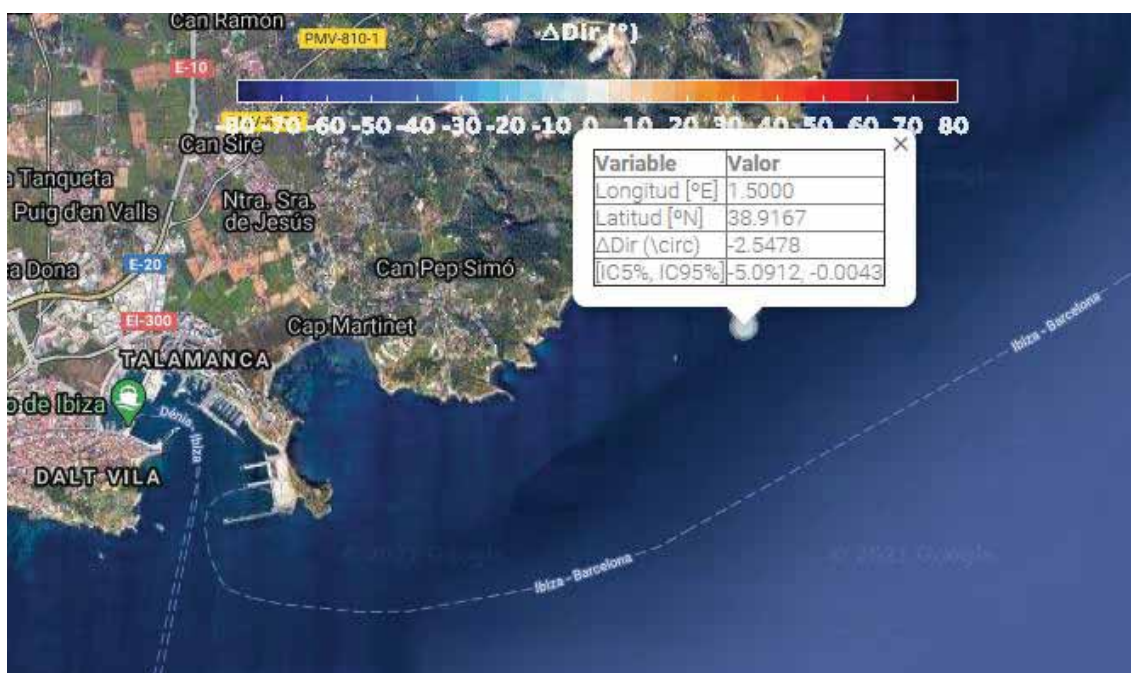 Can Ramón
PMV-810-1
ΔDir (°)
E-10
-80 -70 -60 -50 -40 -30 -20 -10 0 10 20 30 40 50 60 70 80
Can Sire
Variable Valor
Longitud [ºE] 1.5000
Latitud [ºN] 38.9167
ΔDir (\circ) -2.5478
[IC5%, IC95%] -5.0912, -0.0043
Tanqueta
Puig d'en Valls
Ntra. Sra.
de Jesús
Dona
E-20
Can Pep Simó
EI-300
Cap Martinet
Ibiza - Barcelona
TALAMANCA
o de Ibiza
Dénia - Ibiza
DALT VILA
Ibiza - Barcelona
© 2021 Google